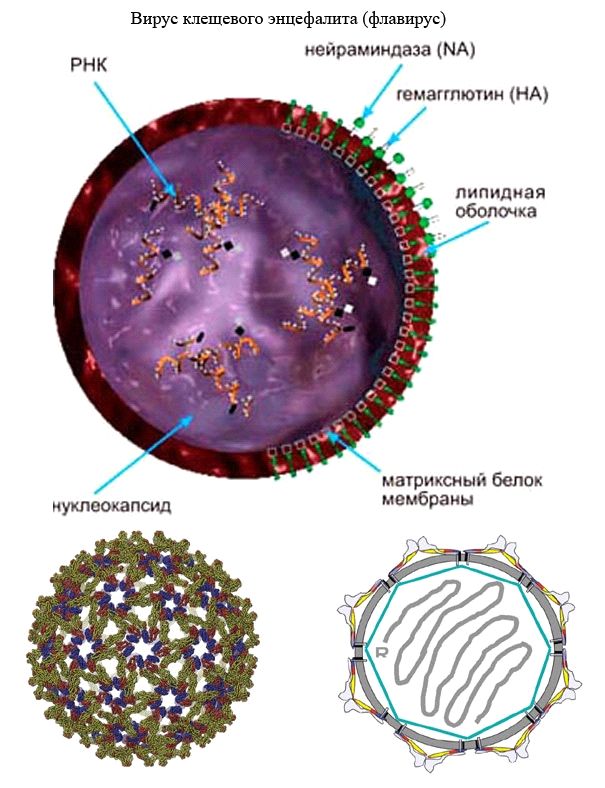 Вирус клещевого энцефалита (флавирус)
нейраминдаза (NA)
РНК
гемагглютин (HA)
липидная
оболочка
матриксный белок
мембраны
нуклеокапсид
R